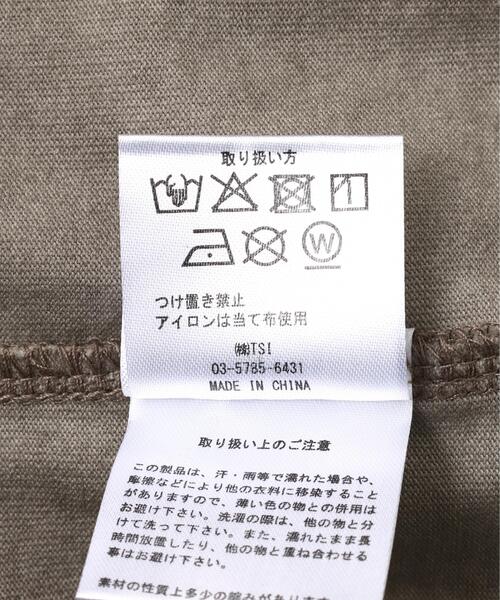 取り扱い方
W
つけ置き禁止
アイロンは当て布使用
㈱TSI
03-5785-6431
MADE IN CHINA
取り扱い上のご注意
この製品は、汗・雨等で濡れた場合や、
摩擦などにより他の衣料に移染すること
がありますので、薄い色の物との併用は
お避け下さい。洗濯の際は、他の物と分
けて洗って下さい。また、濡れたまま長
時間放置したり、他の物と重ね合わせる
事はお避け下さい。
素材の性質上多少の縮みがあります